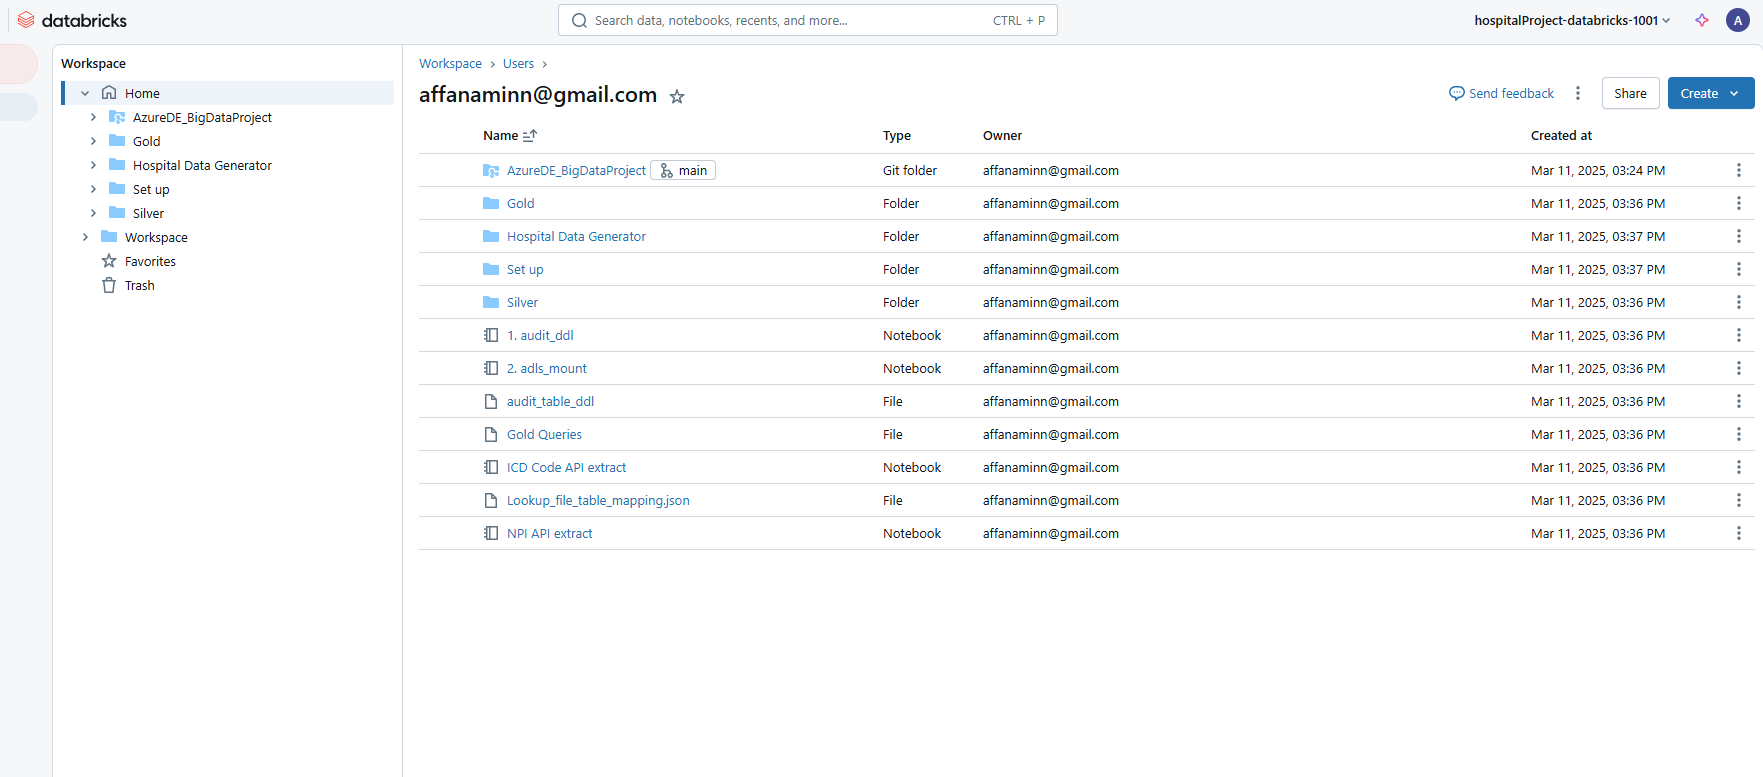 databricks
Search data, notebooks, recents, and more...
CTRL + P
hospitalProject-databricks-1001
A
Workspace
Home
AzureDE_BigDataProject
Gold
Hospital Data Generator
Set up
Silver
Workspace
Favorites
Trash
Workspace > Users >
affanaminn@gmail.com
Send feedback
Share
Create
Name Type Owner Created at
AzureDE_BigDataProject main Git folder affanaminn@gmail.com Mar 11, 2025, 03:24 PM
Gold Folder affanaminn@gmail.com Mar 11, 2025, 03:36 PM
Hospital Data Generator Folder affanaminn@gmail.com Mar 11, 2025, 03:37 PM
Set up Folder affanaminn@gmail.com Mar 11, 2025, 03:37 PM
Silver Folder affanaminn@gmail.com Mar 11, 2025, 03:36 PM
1. audit_ddl Notebook affanaminn@gmail.com Mar 11, 2025, 03:36 PM
2. adls_mount Notebook affanaminn@gmail.com Mar 11, 2025, 03:36 PM
audit_table_ddl File affanaminn@gmail.com Mar 11, 2025, 03:36 PM
Gold Queries File affanaminn@gmail.com Mar 11, 2025, 03:36 PM
ICD Code API extract Notebook affanaminn@gmail.com Mar 11, 2025, 03:36 PM
Lookup_file_table_mapping.json File affanaminn@gmail.com Mar 11, 2025, 03:36 PM
NPI API extract Notebook affanaminn@gmail.com Mar 11, 2025, 03:36 PM